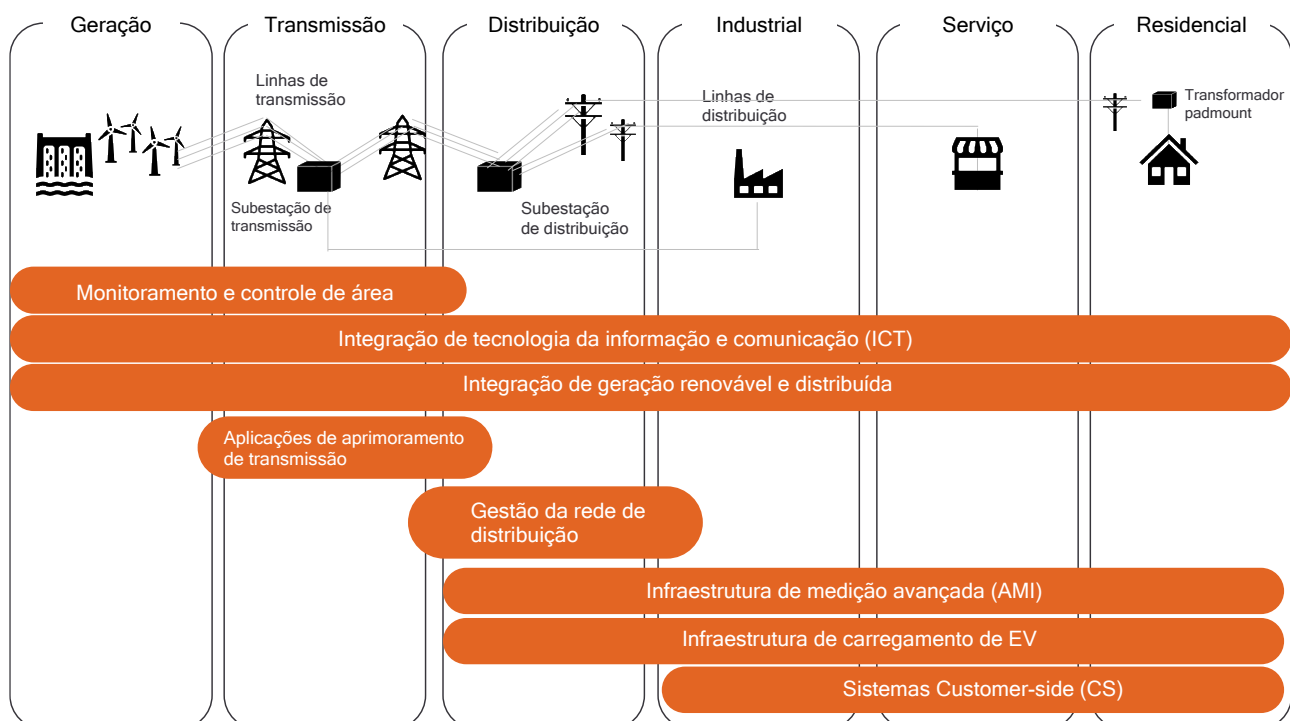 Geração
Transmissão
Distribuição
Industrial
Serviço
Residencial
Linhas de
transmissão
Linhas de
distribuição
Transformador
padmount
Subestação de
transmissão
Subestação
de distribuição
Monitoramento e controle de área
Integração de tecnologia da informação e comunicação (ICT)
Integração de geração renovável e distribuída
Aplicações de aprimoramento
de transmissão
Gestão da rede de
distribuição
Infraestrutura de medição avançada (AMI)
Infraestrutura de carregamento de EV
Sistemas Customer-side (CS)